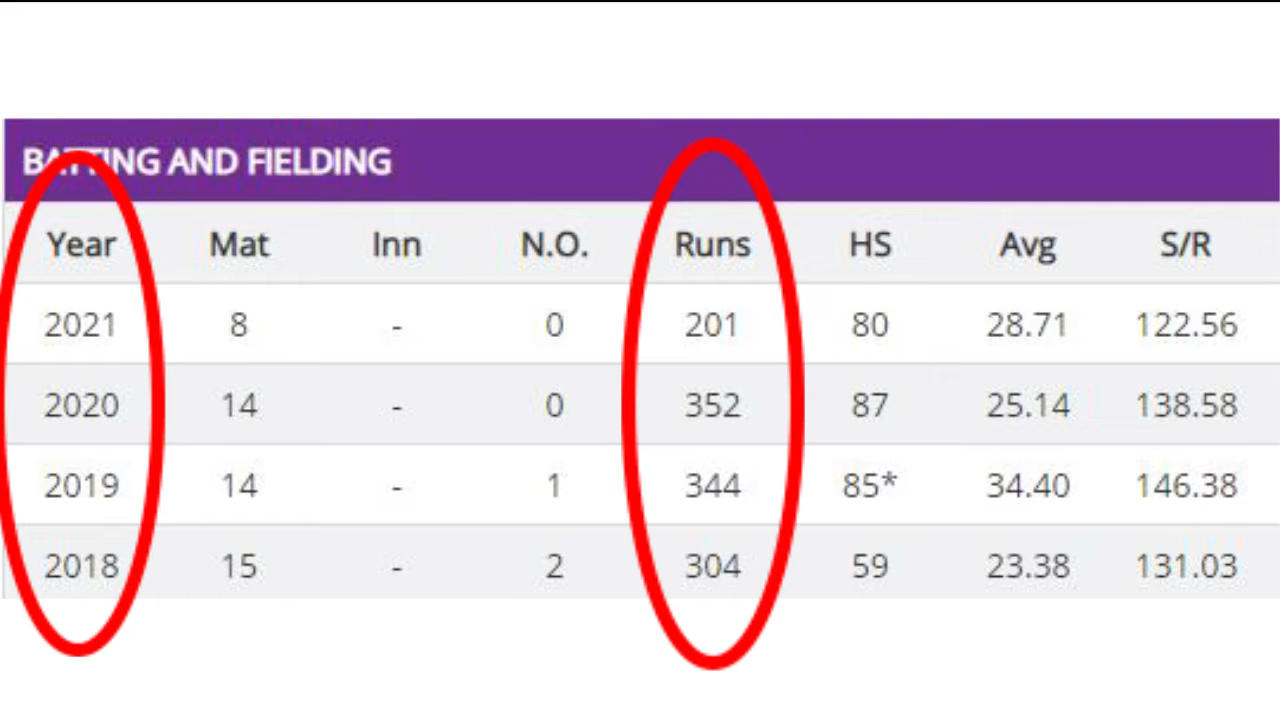 BATTING AND FIELDING
Year Mat Inn N.O. Runs HS Avg S/R
2021 8 - 0 201 80 28.71 122.56
2020 14 - 0 352 87 25.14 138.58
2019 14 - 1 344 85* 34.40 146.38
2018 15 - 2 304 59 23.38 131.03